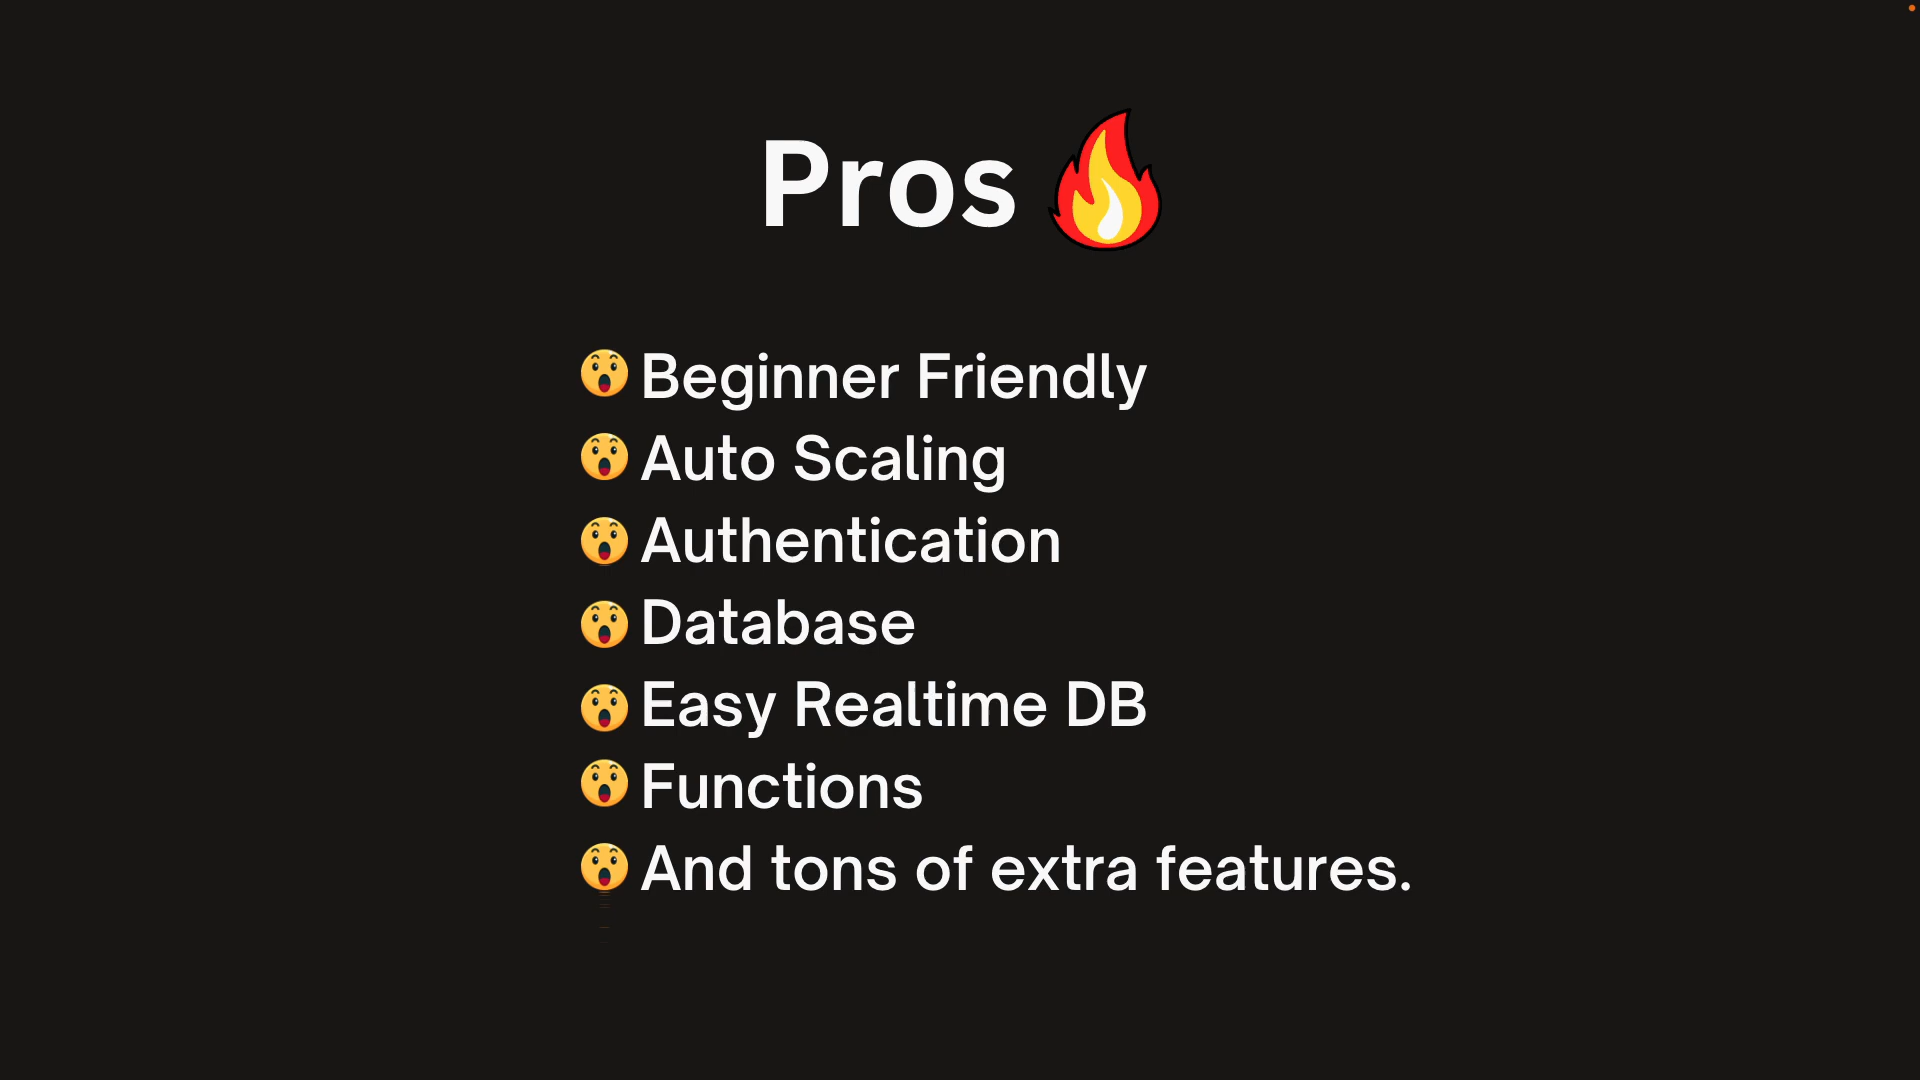 Pros
Beginner Friendly
Auto Scaling
Authentication
Database
Easy Realtime DB
Functions
And tons of extra features.